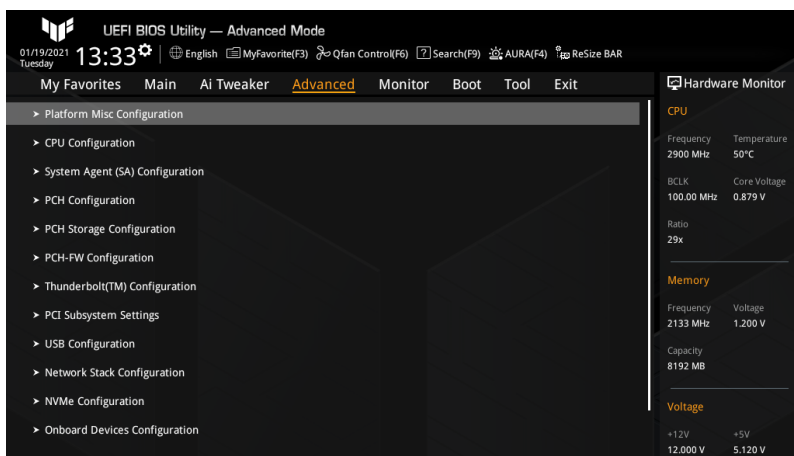 UEFI BIOS Utility — Advanced Mode
01/19/2021
Tuesday
13:33
English
MyFavorite(F3)
Qfan Control(F6)
?
Search(F9)
AURA(F4)
ReSize BAR
My Favorites Main Ai Tweaker Advanced Monitor Boot Tool Exit
➤ Platform Misc Configuration
➤ CPU Configuration
➤ System Agent (SA) Configuration
➤ PCH Configuration
➤ PCH Storage Configuration
➤ PCH-FW Configuration
➤ Thunderbolt(TM) Configuration
➤ PCI Subsystem Settings
➤ USB Configuration
➤ Network Stack Configuration
➤ NVMe Configuration
➤ Onboard Devices Configuration
Hardware Monitor
CPU
Frequency Temperature
2900 MHz 50°C
BCLK Core Voltage
100.00 MHz 0.879 V
Ratio
29x
Memory
Frequency Voltage
2133 MHz 1.200 V
Capacity
8192 MB
Voltage
+12V +5V
12.000 V 5.120 V